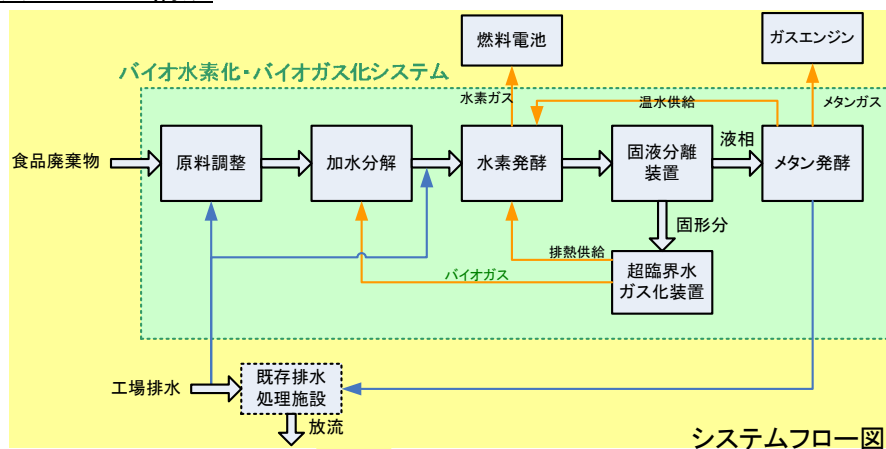 燃料電池
ガスエンジン
バイオ水素化・バイオガス化システム
水素ガス
温水供給
メタンガス
食品廃棄物
原料調整
加水分解
水素発酵
固液分離
装置
液相
メタン発酵
固形分
排熱供給
バイオガス
超臨界水
ガス化装置
工場排水
既存排水
処理施設
放流
システムフロー図